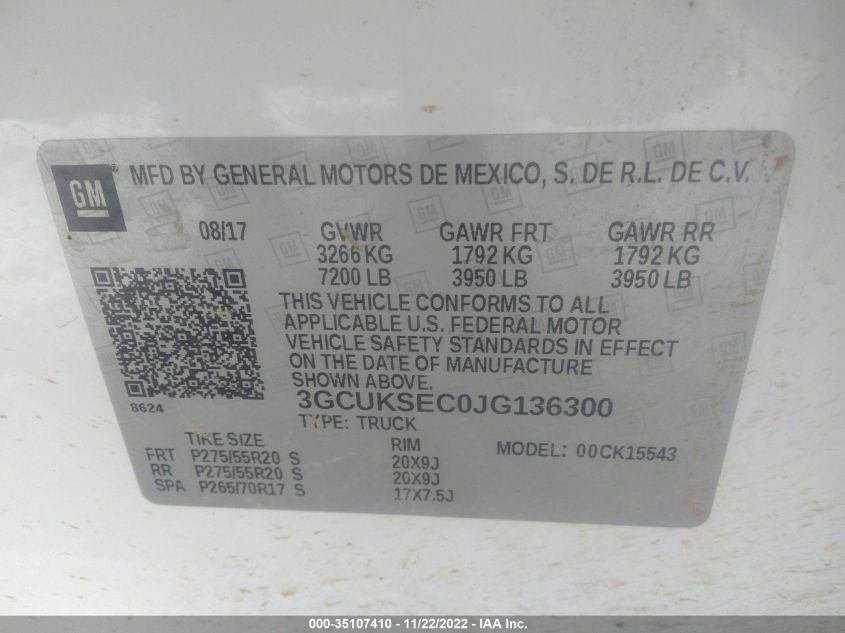 GM MFD BY GENERAL MOTORS DE MEXICO, S. DE R.L. DE C.V.
08/17 GVWR GAWR FRT GAWR RR
3266 KG 1792 KG 1792 KG
7200 LB 3950 LB 3950 LB
THIS VEHICLE CONFORMS TO ALL
APPLICABLE U.S. FEDERAL MOTOR
VEHICLE SAFETY STANDARDS IN EFFECT
ON THE DATE OF MANUFACTURE
SHOWN ABOVE.
8624
3GCUKSEC0JG136300
TYPE: TRUCK
TIRE SIZE RIM MODEL: 00CK15543
FRT P275/55R20 S 20X9J
RR P275/55R20 S 20X9J
SPA P265/70R17 S 17X7.5J
000-35107410 - 11/22/2022 - IAA Inc.